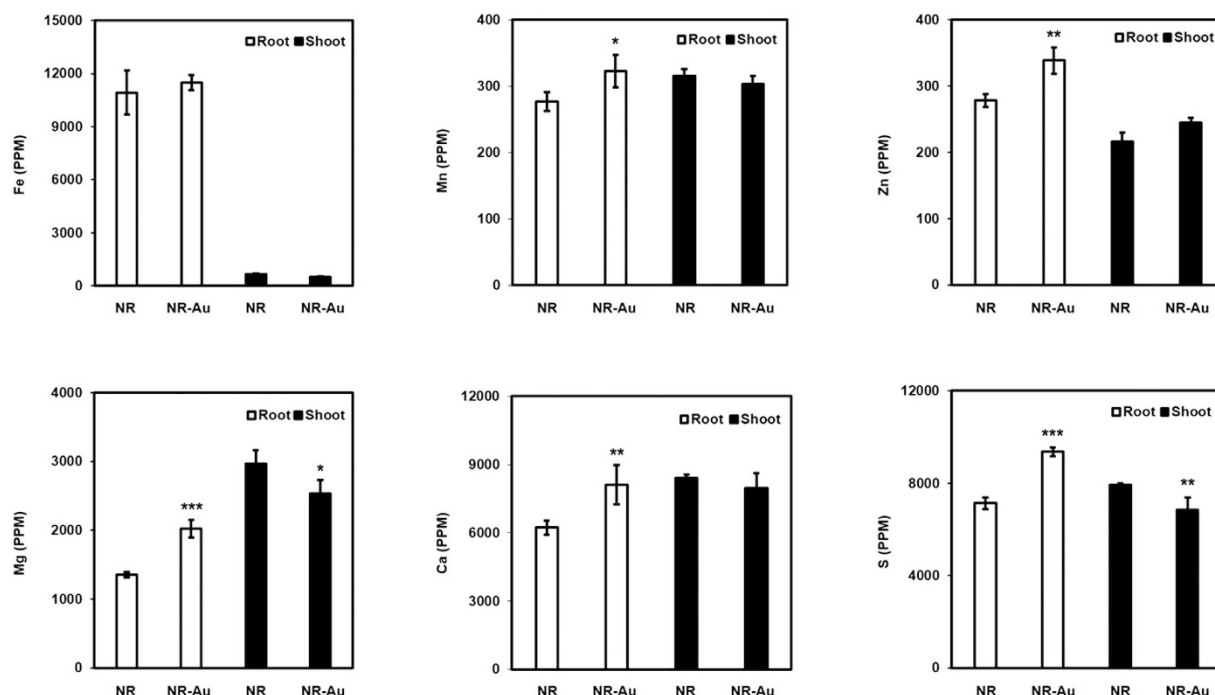 15000
12000
9000
6000
3000
0
Fe (PPM)
Root Shoot
NR NR-Au NR NR-Au
400
300
200
100
0
Mn (PPM)
Root Shoot
*
NR NR-Au NR NR-Au
400
300
200
100
0
Zn (PPM)
Root Shoot
**
NR NR-Au NR NR-Au
4000
3000
2000
1000
0
Mg (PPM)
Root Shoot
***
*
NR NR-Au NR NR-Au
12000
9000
6000
3000
0
Ca (PPM)
Root Shoot
**
NR NR-Au NR NR-Au
12000
8000
4000
0
S (PPM)
Root Shoot
***
**
NR NR-Au NR NR-Au